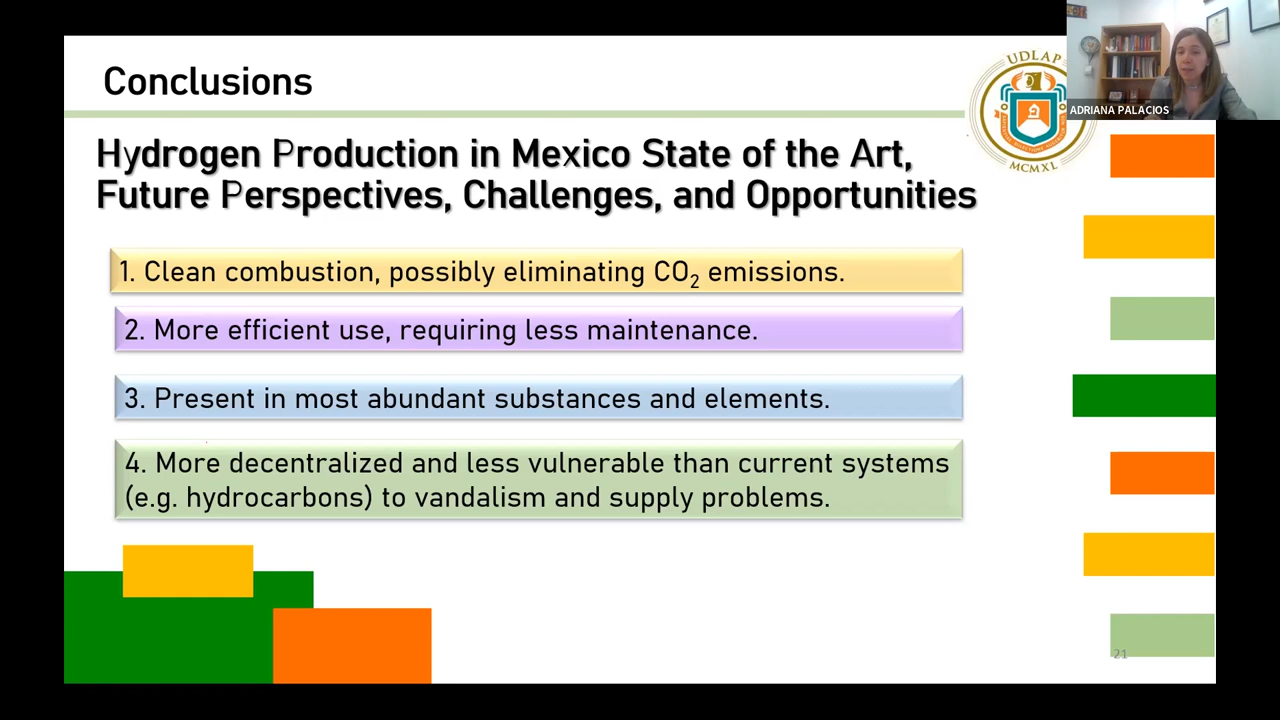 Conclusions
UDLAP
MCMXL
ADRIANA PALACIOS
Hydrogen Production in Mexico State of the Art,
Future Perspectives, Challenges, and Opportunities
1. Clean combustion, possibly eliminating CO₂ emissions.
2. More efficient use, requiring less maintenance.
3. Present in most abundant substances and elements.
4. More decentralized and less vulnerable than current systems
(e.g. hydrocarbons) to vandalism and supply problems.
21